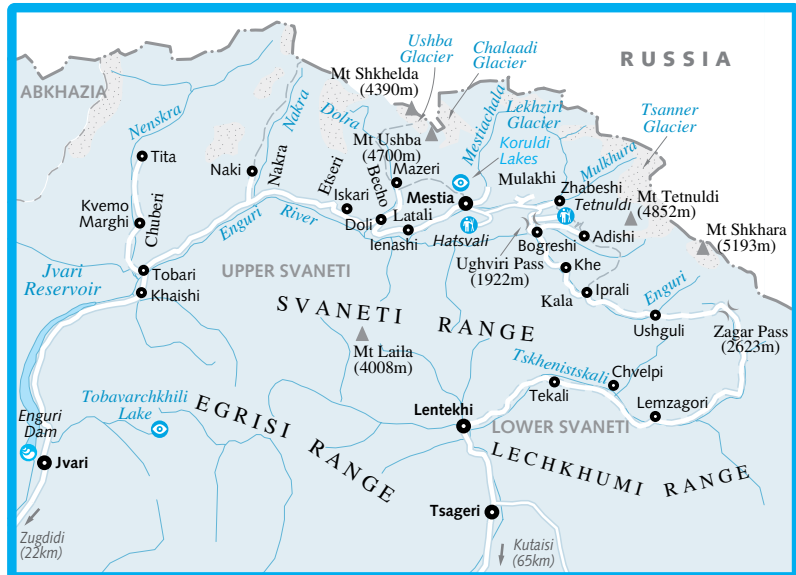 RUSSIA
ABKHAZIA
Ushba
Glacier
Chalaadi
Glacier
Mt Shkhelda
(4390m)
Tsanner
Glacier
Lekhziri
Glacier
Nenskra
Nakra
Dolra
Mestiachala
Mt Ushba
(4700m)
Koruldi
Lakes
Mulkhura
Tita
Naki
Nakra
Etseri
Becho
Mazeri
Mulakhi
Zhabeshi
Tetnuldi
Mt Tetnuldi
(4852m)
Mestia
Iskari
Latali
Doli
Ienashi
Hatsvali
Kvemo
Marghi
Chuberi
Enguri
River
Bogreshi
Adishi
Mt Shkhara
(5193m)
Ughviri Pass
(1922m)
Khe
Jvari
Reservoir
Tobari
Khaishi
UPPER SVANETI
Kala
Iprali
Enguri
Ushguli
Zagar Pass
(2623m)
SVANETI RANGE
Mt Laila
(4008m)
Tskhenistskali
Chvelpi
Tekali
Lemzagori
Tobavarchkhili
Lake
EGRISI RANGE
Lentekhi
LOWER SVANETI
LECHKHUMI RANGE
Enguri
Dam
Jvari
Tsageri
Zugdidi
(22km)
Kutaisi
(65km)